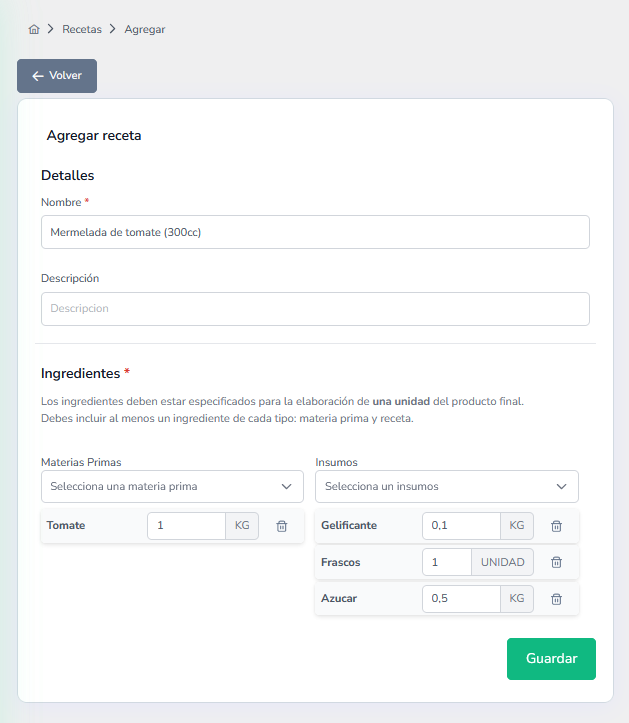 Recetas Agregar
Volver
Agregar receta
Detalles
Nombre *
Mermelada de tomate (300cc)
Descripción
Descripcion
Ingredientes *
Los ingredientes deben estar especificados para la elaboración de una unidad del producto final.
Debes incluir al menos un ingrediente de cada tipo: materia prima y receta.
Materias Primas
Selecciona una materia prima
Tomate 1 KG
Insumos
Selecciona un insumos
Gelificante 0,1 KG
Frascos 1 UNIDAD
Azucar 0,5 KG
Guardar